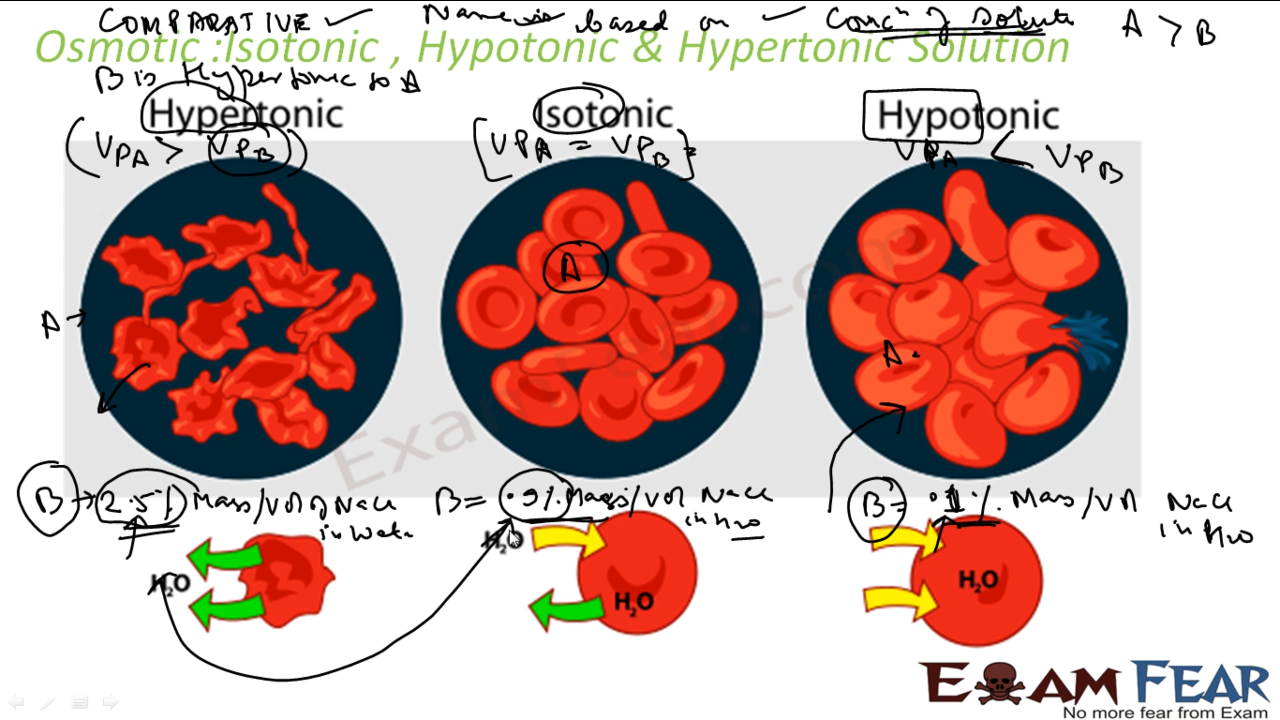 COMPARATIVE ✓ Name is based on ✓ Concⁿ of Solute A > B
Osmotic :Isotonic , Hypotonic & Hypertonic Solution
B is Hypertonic to A
Hypertonic Isotonic Hypotonic
(VPA > VPB) [VPA = VPB] VPA < VPB
A
A →
A
B → 2.5% Mass/Vol of NaCl B = .9% Mass/Vol NaCl B = .1% Mass/Vol NaCl
in Water in H2O in H2O
H2O
H2O H2O H2O
EXAM FEAR
No more fear from Exam